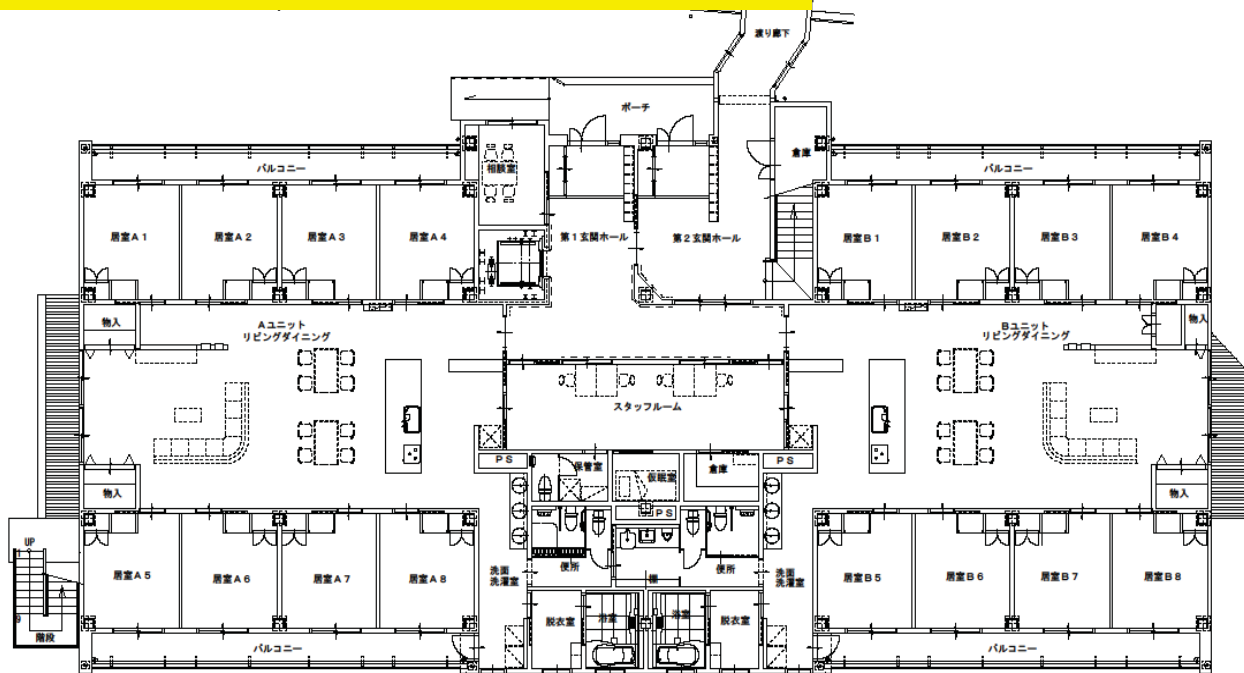 渡り廊下
ポーチ
倉庫
バルコニー
相談室
バルコニー
居室A1
居室A2
居室A3
居室A4
第1玄関ホール
第2玄関ホール
居室B1
居室B2
居室B3
居室B4
物入
Aユニット
リビングダイニング
Bユニット
リビングダイニング
物入
スタッフルーム
PS
保管室
仮眠室
倉庫
PS
物入
物入
PS
UP
1
居室A5
居室A6
居室A7
居室A8
洗面
洗濯室
便所
棚
便所
洗面
洗濯室
居室B5
居室B6
居室B7
居室B8
9
階段
脱衣室
浴室
浴室
脱衣室
バルコニー
バルコニー